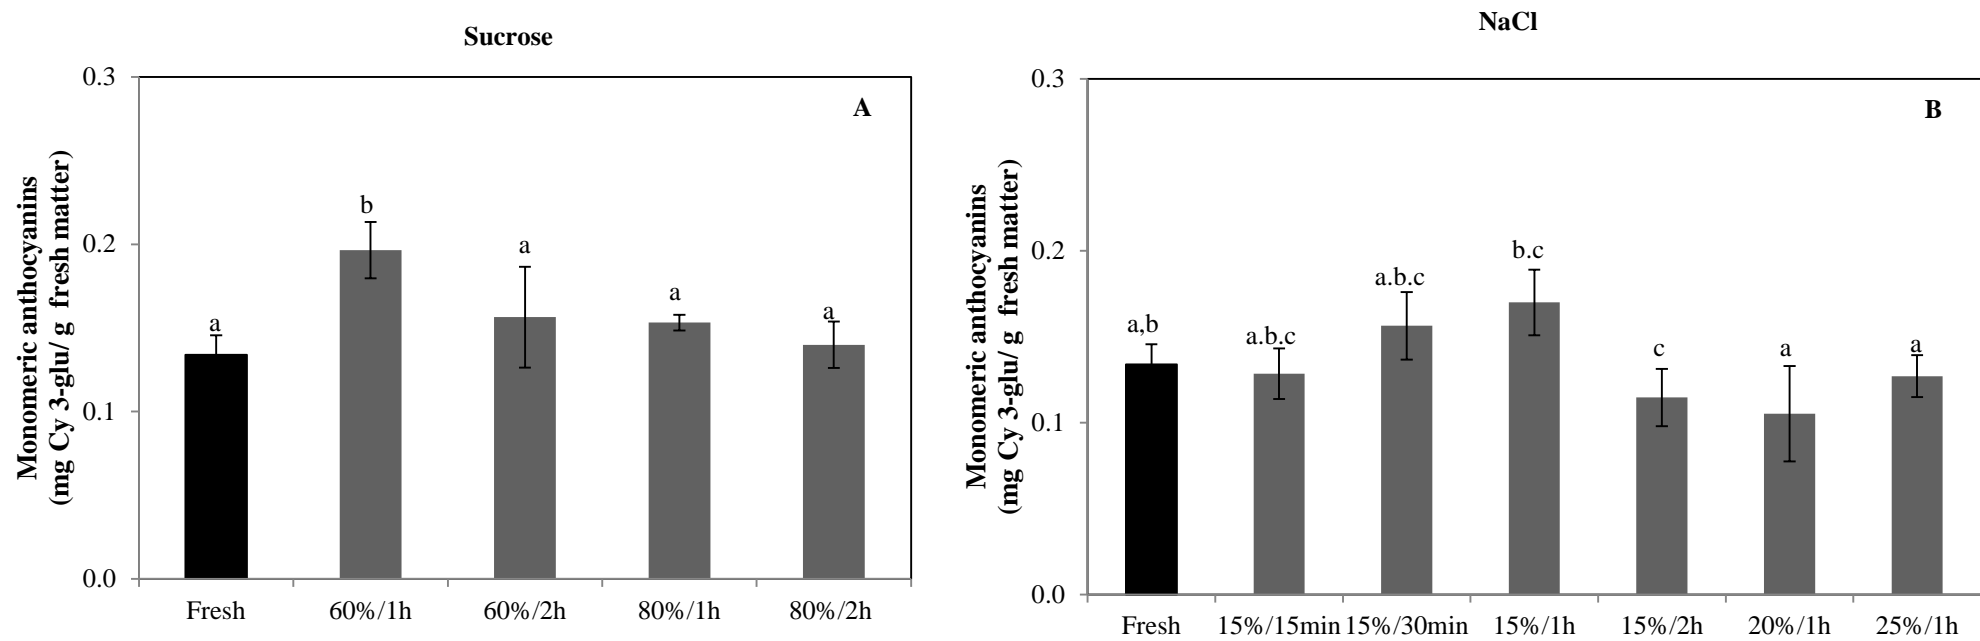 Sucrose
A
Monomeric anthocyanins
(mg Cy 3-glu/ g fresh matter)
0.3
0.2
0.1
0.0
a
b
a
a
a
Fresh
60%/1h
60%/2h
80%/1h
80%/2h
NaCl
B
Monomeric anthocyanins
(mg Cy 3-glu/ g fresh matter)
0.3
0.2
0.1
0.0
a,b
a.b.c
a.b.c
b.c
c
a
a
Fresh
15%/15min
15%/30min
15%/1h
15%/2h
20%/1h
25%/1h